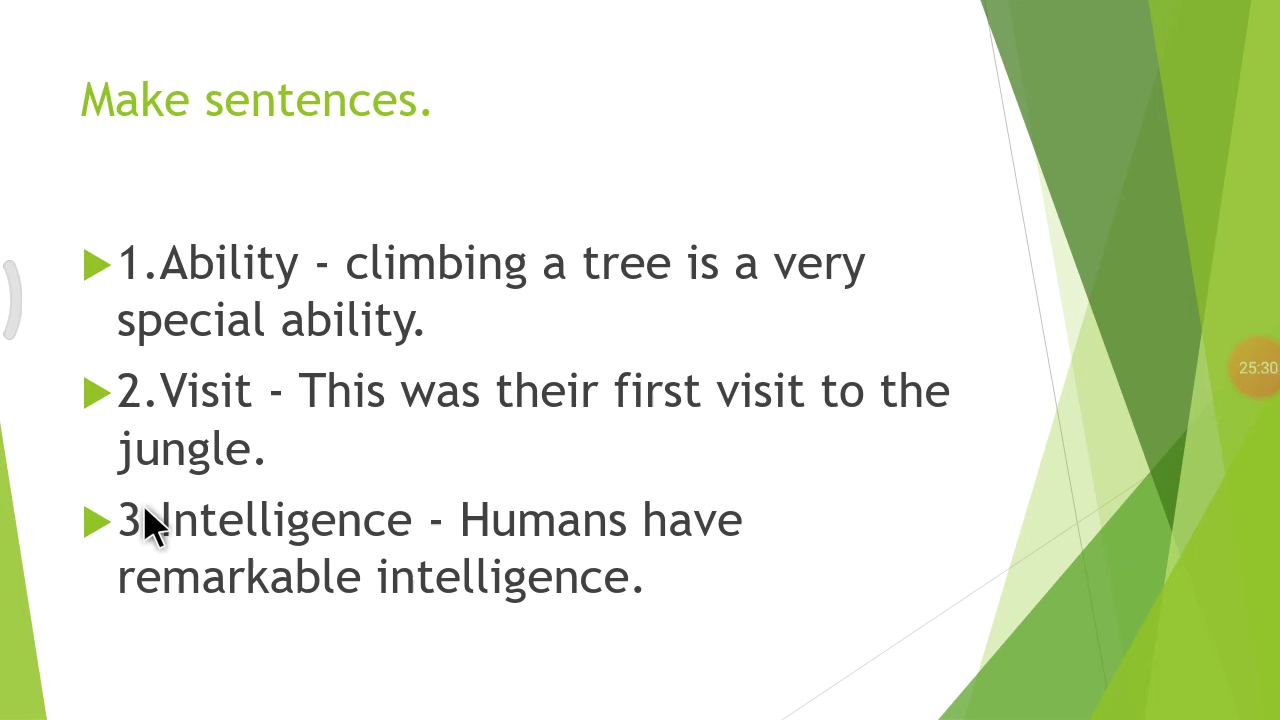 Make sentences.
1.Ability - climbing a tree is a very
special ability.
2.Visit - This was their first visit to the
jungle.
3.Intelligence - Humans have
remarkable intelligence.
25:30